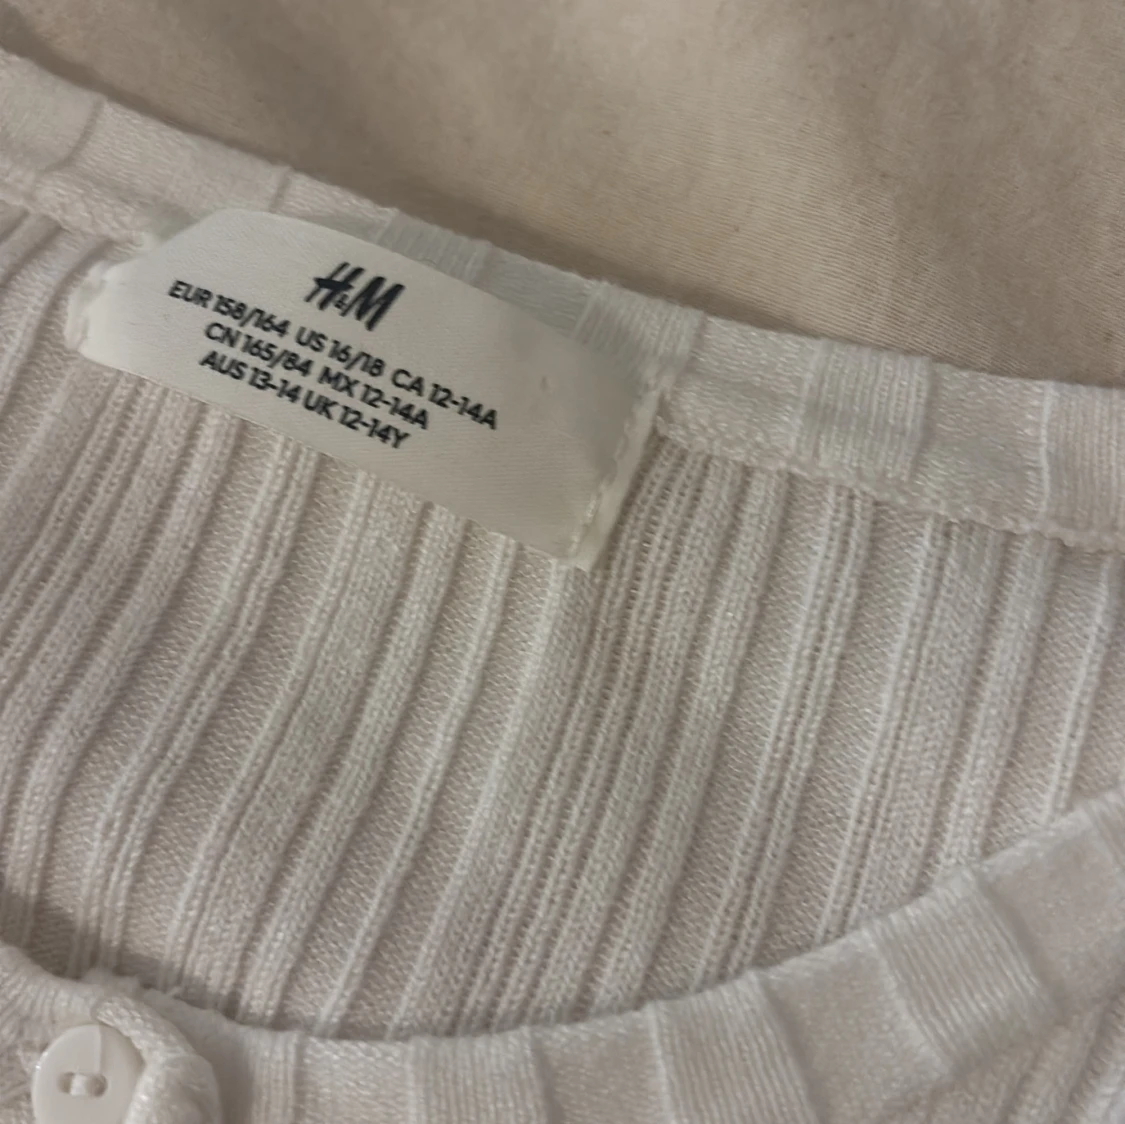 H&M
EUR 158/164 US 16/18 CA 12-14A
CN 165/84 MX 12-14A
AUS 13-14 UK 12-14Y